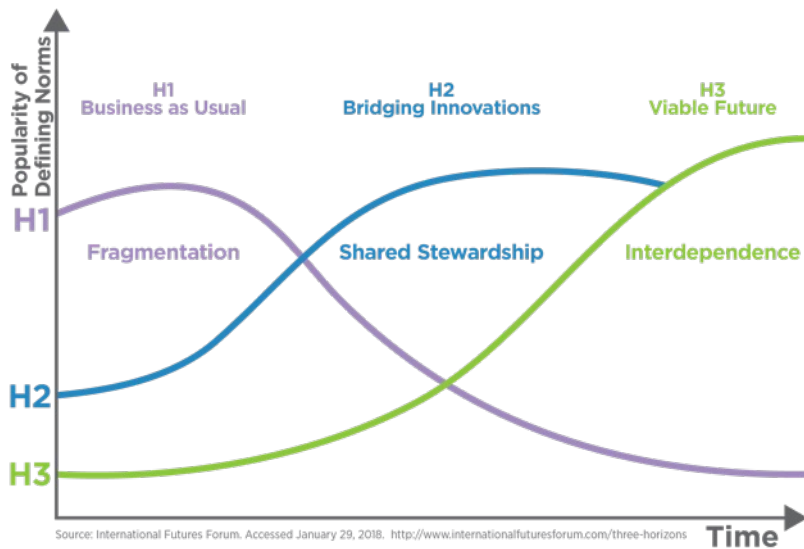 Popularity of
Defining Norms
H1
Business as Usual
H2
Bridging Innovations
H3
Viable Future
H1
Fragmentation
Shared Stewardship
Interdependence
H2
H3
Source: International Futures Forum. Accessed January 29, 2018. http://www.internationalfuturesforum.com/three-horizons
Time